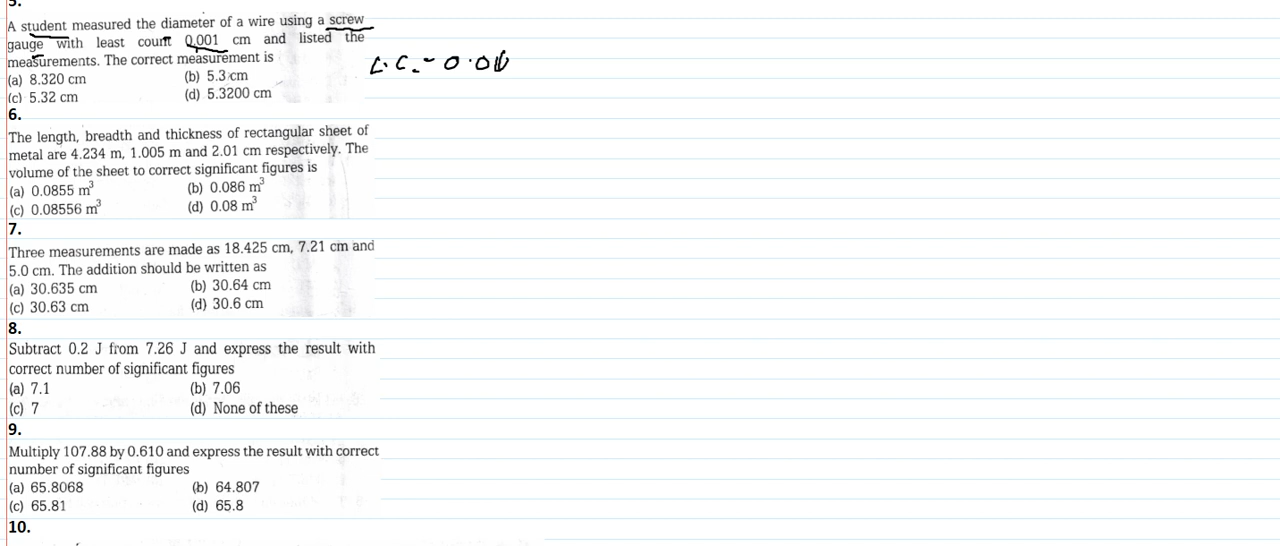 5.
A student measured the diameter of a wire using a screw
gauge with least count 0.001 cm and listed the
measurements. The correct measurement is
(a) 8.320 cm (b) 5.3 cm
(c) 5.32 cm (d) 5.3200 cm
L.C. - 0.01
6.
The length, breadth and thickness of rectangular sheet of
metal are 4.234 m, 1.005 m and 2.01 cm respectively. The
volume of the sheet to correct significant figures is
(a) 0.0855 m³ (b) 0.086 m³
(c) 0.08556 m³ (d) 0.08 m³
7.
Three measurements are made as 18.425 cm, 7.21 cm and
5.0 cm. The addition should be written as
(a) 30.635 cm (b) 30.64 cm
(c) 30.63 cm (d) 30.6 cm
8.
Subtract 0.2 J from 7.26 J and express the result with
correct number of significant figures
(a) 7.1 (b) 7.06
(c) 7 (d) None of these
9.
Multiply 107.88 by 0.610 and express the result with correct
number of significant figures
(a) 65.8068 (b) 64.807
(c) 65.81 (d) 65.8
10.